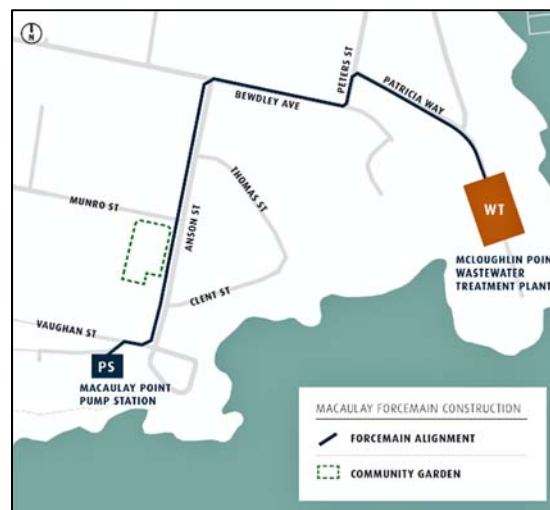 N
PETERS ST
BEWDLEY AVE
PATRICIA WAY
THOMAS ST
MUNRO ST
ANSON ST
WT
MCLOUGHLIN POINT
WASTEWATER
TREATMENT PLANT
CLENT ST
VAUGHAN ST
PS
MACAULAY POINT
PUMP STATION
MACAULAY FORCEMAIN CONSTRUCTION
FORCEMAIN ALIGNMENT
COMMUNITY GARDEN